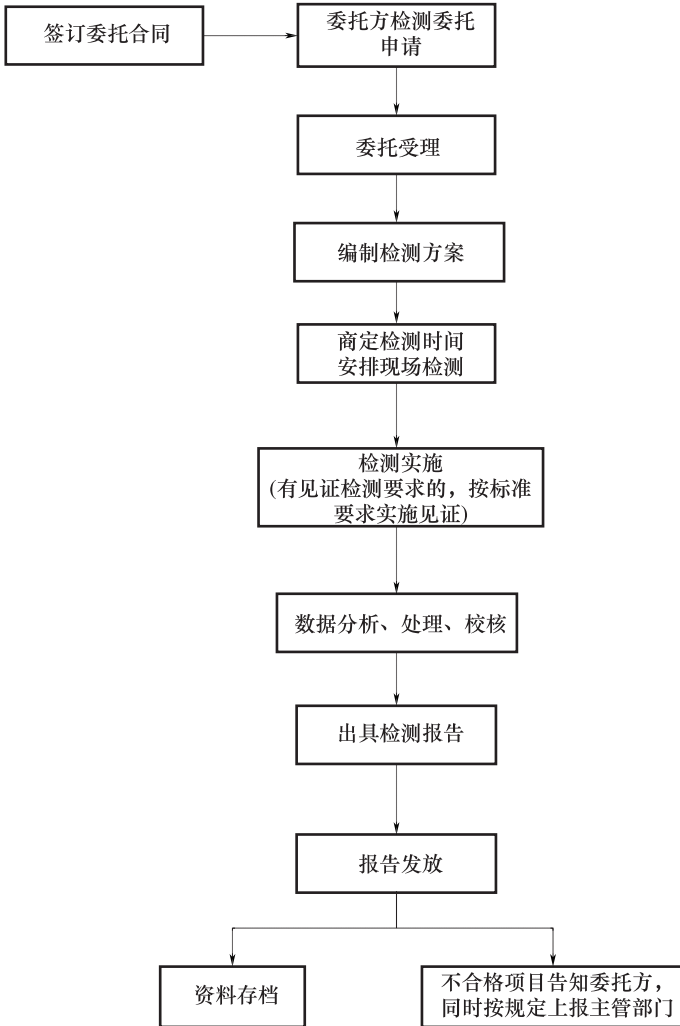 签订委托合同
委托方检测委托
申请
委托受理
编制检测方案
商定检测时间
安排现场检测
检测实施
(有见证检测要求的，按标准
要求实施见证)
数据分析、处理、校核
出具检测报告
报告发放
资料存档
不合格项目告知委托方，
同时按规定上报主管部门